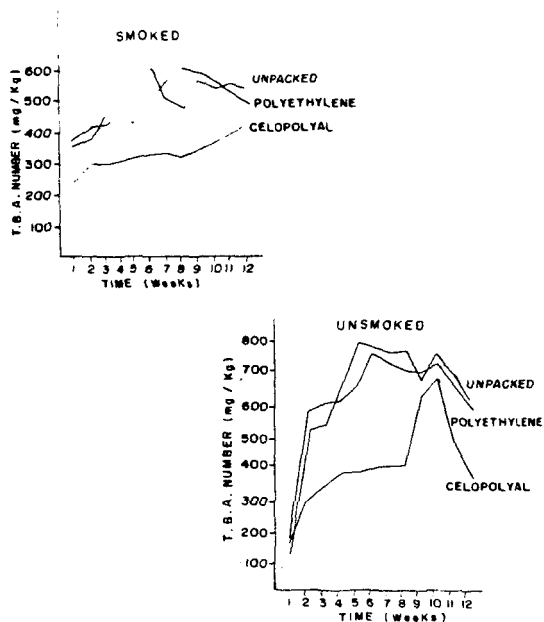 SMOKED
T.B.A. NUMBER (mg/Kg)
600
500
400
300
200
100
UNPACKED
POLYETHYLENE
CELOPOLYAL
1 2 3 4 5 6 7 8 9 10 11 12
TIME (WeeKs)
UNSMOKED
T.B.A. NUMBER (mg/Kg)
800
700
600
500
400
300
200
100
UNPACKED
POLYETHYLENE
CELOPOLYAL
1 2 3 4 5 6 7 8 9 10 11 12
TIME (WeeKs)